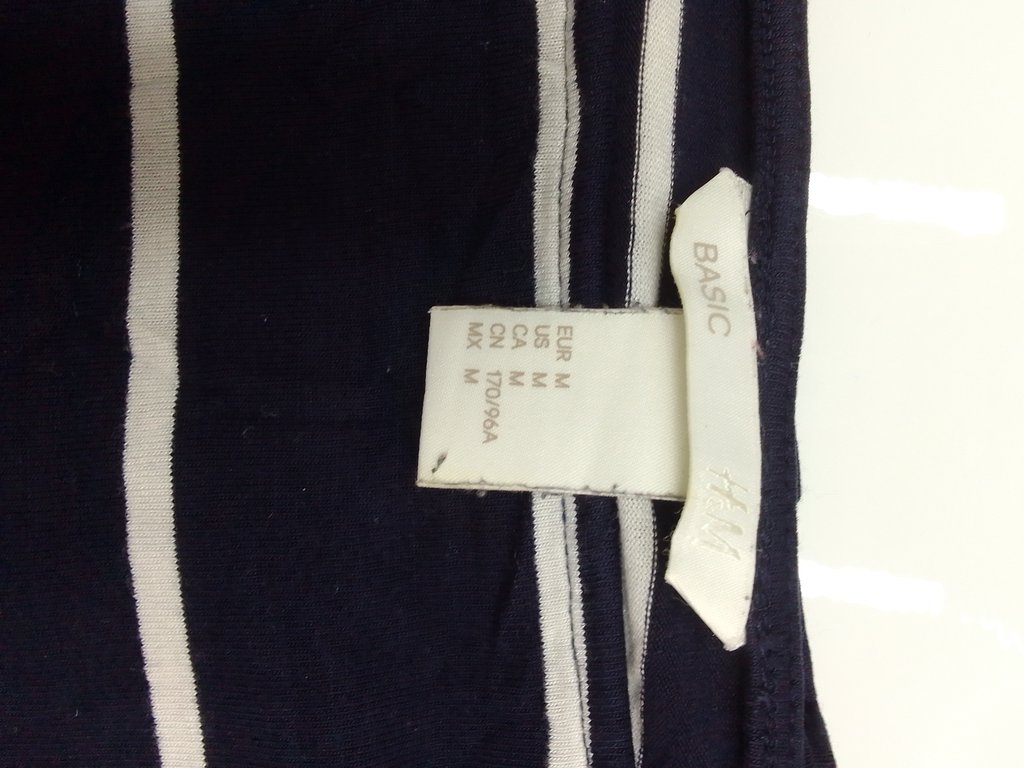 BASIC H&M
EUR M
US M
CA M
CN 170/96A
MX M